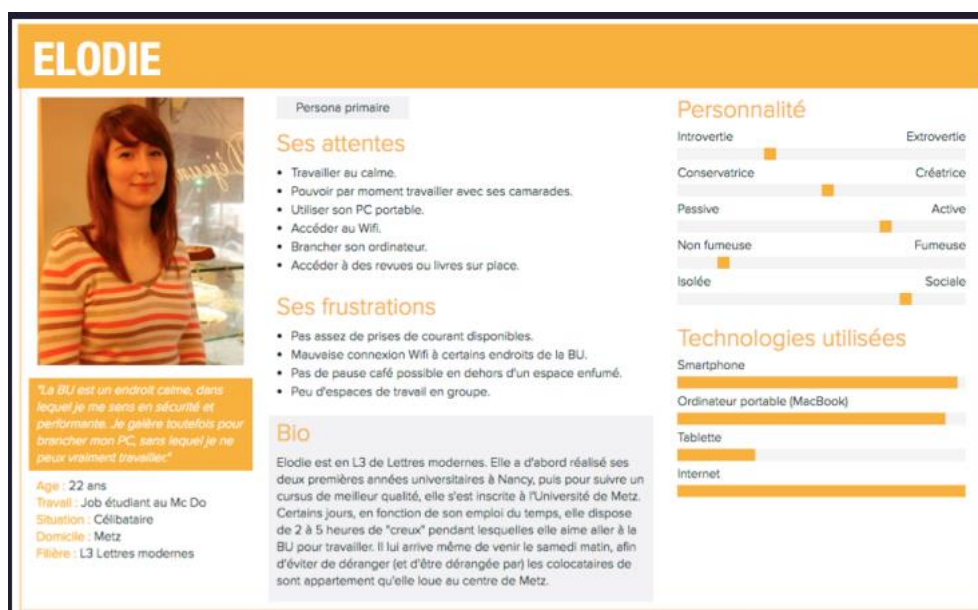 ELODIE
Déjeun
"La BU est un endroit calme, dans
lequel je me sens en sécurité et
performante. Je galère toutefois pour
brancher mon PC, sans lequel je ne
peux vraiment travailler."
Age : 22 ans
Travail : Job étudiant au Mc Do
Situation : Célibataire
Domicile : Metz
Filière : L3 Lettres modernes
Persona primaire
Ses attentes
• Travailler au calme.
• Pouvoir par moment travailler avec ses camarades.
• Utiliser son PC portable.
• Accéder au Wifi.
• Brancher son ordinateur.
• Accéder à des revues ou livres sur place.
Ses frustrations
• Pas assez de prises de courant disponibles.
• Mauvaise connexion Wifi à certains endroits de la BU.
• Pas de pause café possible en dehors d'un espace enfumé.
• Peu d'espaces de travail en groupe.
Bio
Elodie est en L3 de Lettres modernes. Elle a d'abord réalisé ses
deux premières années universitaires à Nancy, puis pour suivre un
cursus de meilleur qualité, elle s'est inscrite à l'Université de Metz.
Certains jours, en fonction de son emploi du temps, elle dispose
de 2 à 5 heures de "creux" pendant lesquelles elle aime aller à la
BU pour travailler. Il lui arrive même de venir le samedi matin, afin
d'éviter de déranger (et d'être dérangée par) les colocataires de
sont appartement qu'elle loue au centre de Metz.
Personnalité
Introvertie Extrovertie
Conservatrice Créatrice
Passive Active
Non fumeuse Fumeuse
Isolée Sociale
Technologies utilisées
Smartphone
Ordinateur portable (MacBook)
Tablette
Internet